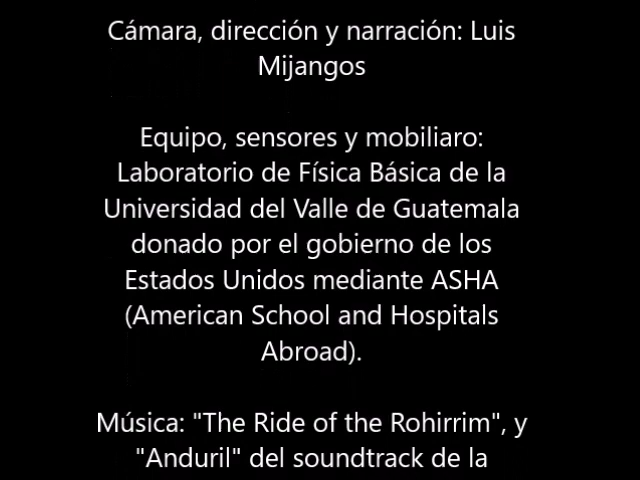 Cámara, dirección y narración: Luis
Mijangos
Equipo, sensores y mobiliaro:
Laboratorio de Física Básica de la
Universidad del Valle de Guatemala
donado por el gobierno de los
Estados Unidos mediante ASHA
(American School and Hospitals
Abroad).
Música: "The Ride of the Rohirrim", y
"Anduril" del soundtrack de la